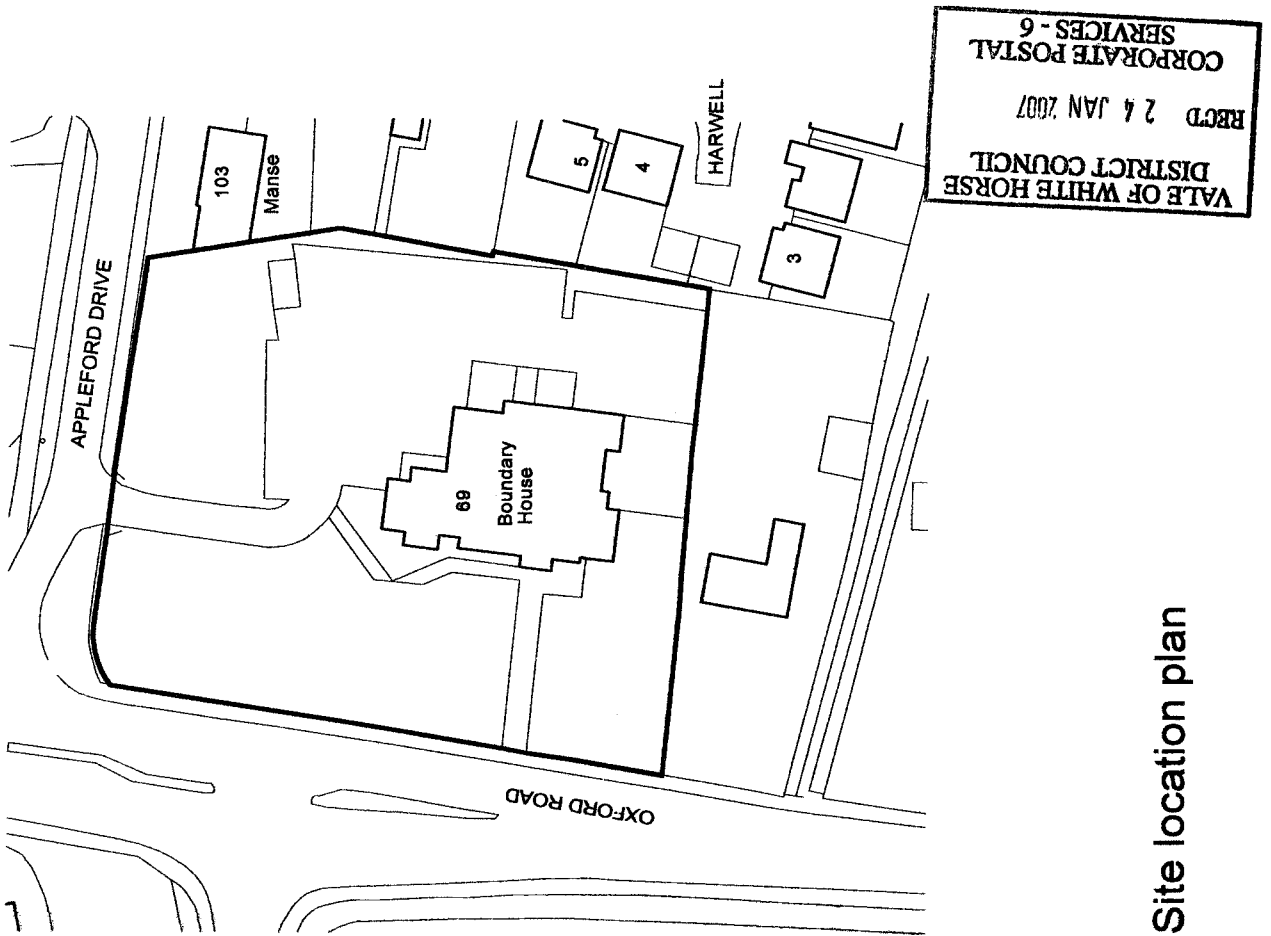 APPLEFORD DRIVE
103
Manse
5
4
HARWELL
3
69
Boundary
House
OXFORD ROAD
Site location plan
VALE OF WHITE HORSE
DISTRICT COUNCIL
REC'D 24 JAN 2007
CORPORATE POSTAL
SERVICES - 6